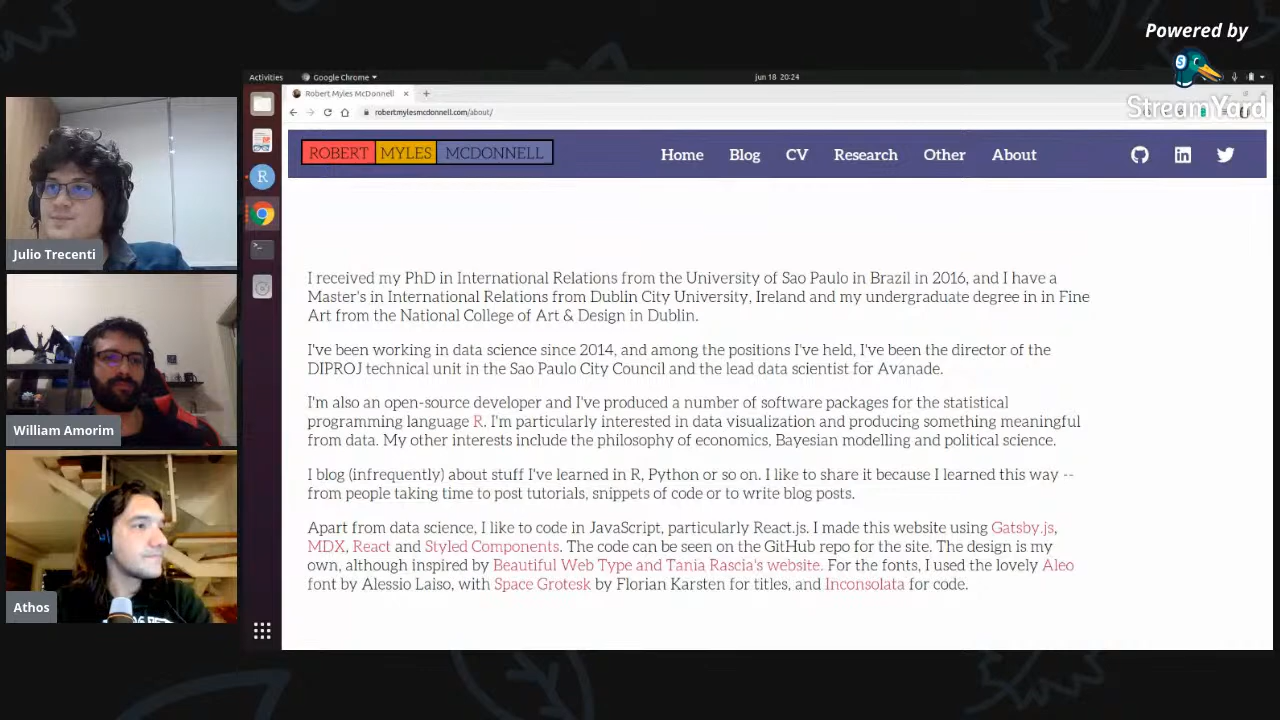 Powered by
StreamYard
Activities
Google Chrome
jun 18 20:24
Robert Myles McDonnell
robertmylesmcdonnell.com/about/
ROBERT MYLES MCDONNELL
Home Blog CV Research Other About
I received my PhD in International Relations from the University of Sao Paulo in Brazil in 2016, and I have a
Master's in International Relations from Dublin City University, Ireland and my undergraduate degree in in Fine
Art from the National College of Art & Design in Dublin.
I've been working in data science since 2014, and among the positions I've held, I've been the director of the
DIPROJ technical unit in the Sao Paulo City Council and the lead data scientist for Avanade.
I'm also an open-source developer and I've produced a number of software packages for the statistical
programming language R. I'm particularly interested in data visualization and producing something meaningful
from data. My other interests include the philosophy of economics, Bayesian modelling and political science.
I blog (infrequently) about stuff I've learned in R, Python or so on. I like to share it because I learned this way --
from people taking time to post tutorials, snippets of code or to write blog posts.
Apart from data science, I like to code in JavaScript, particularly React.js. I made this website using Gatsby.js,
MDX, React and Styled Components. The code can be seen on the GitHub repo for the site. The design is my
own, although inspired by Beautiful Web Type and Tania Rascia's website. For the fonts, I used the lovely Aleo
font by Alessio Laiso, with Space Grotesk by Florian Karsten for titles, and Inconsolata for code.
Julio Trecenti
William Amorim
Athos